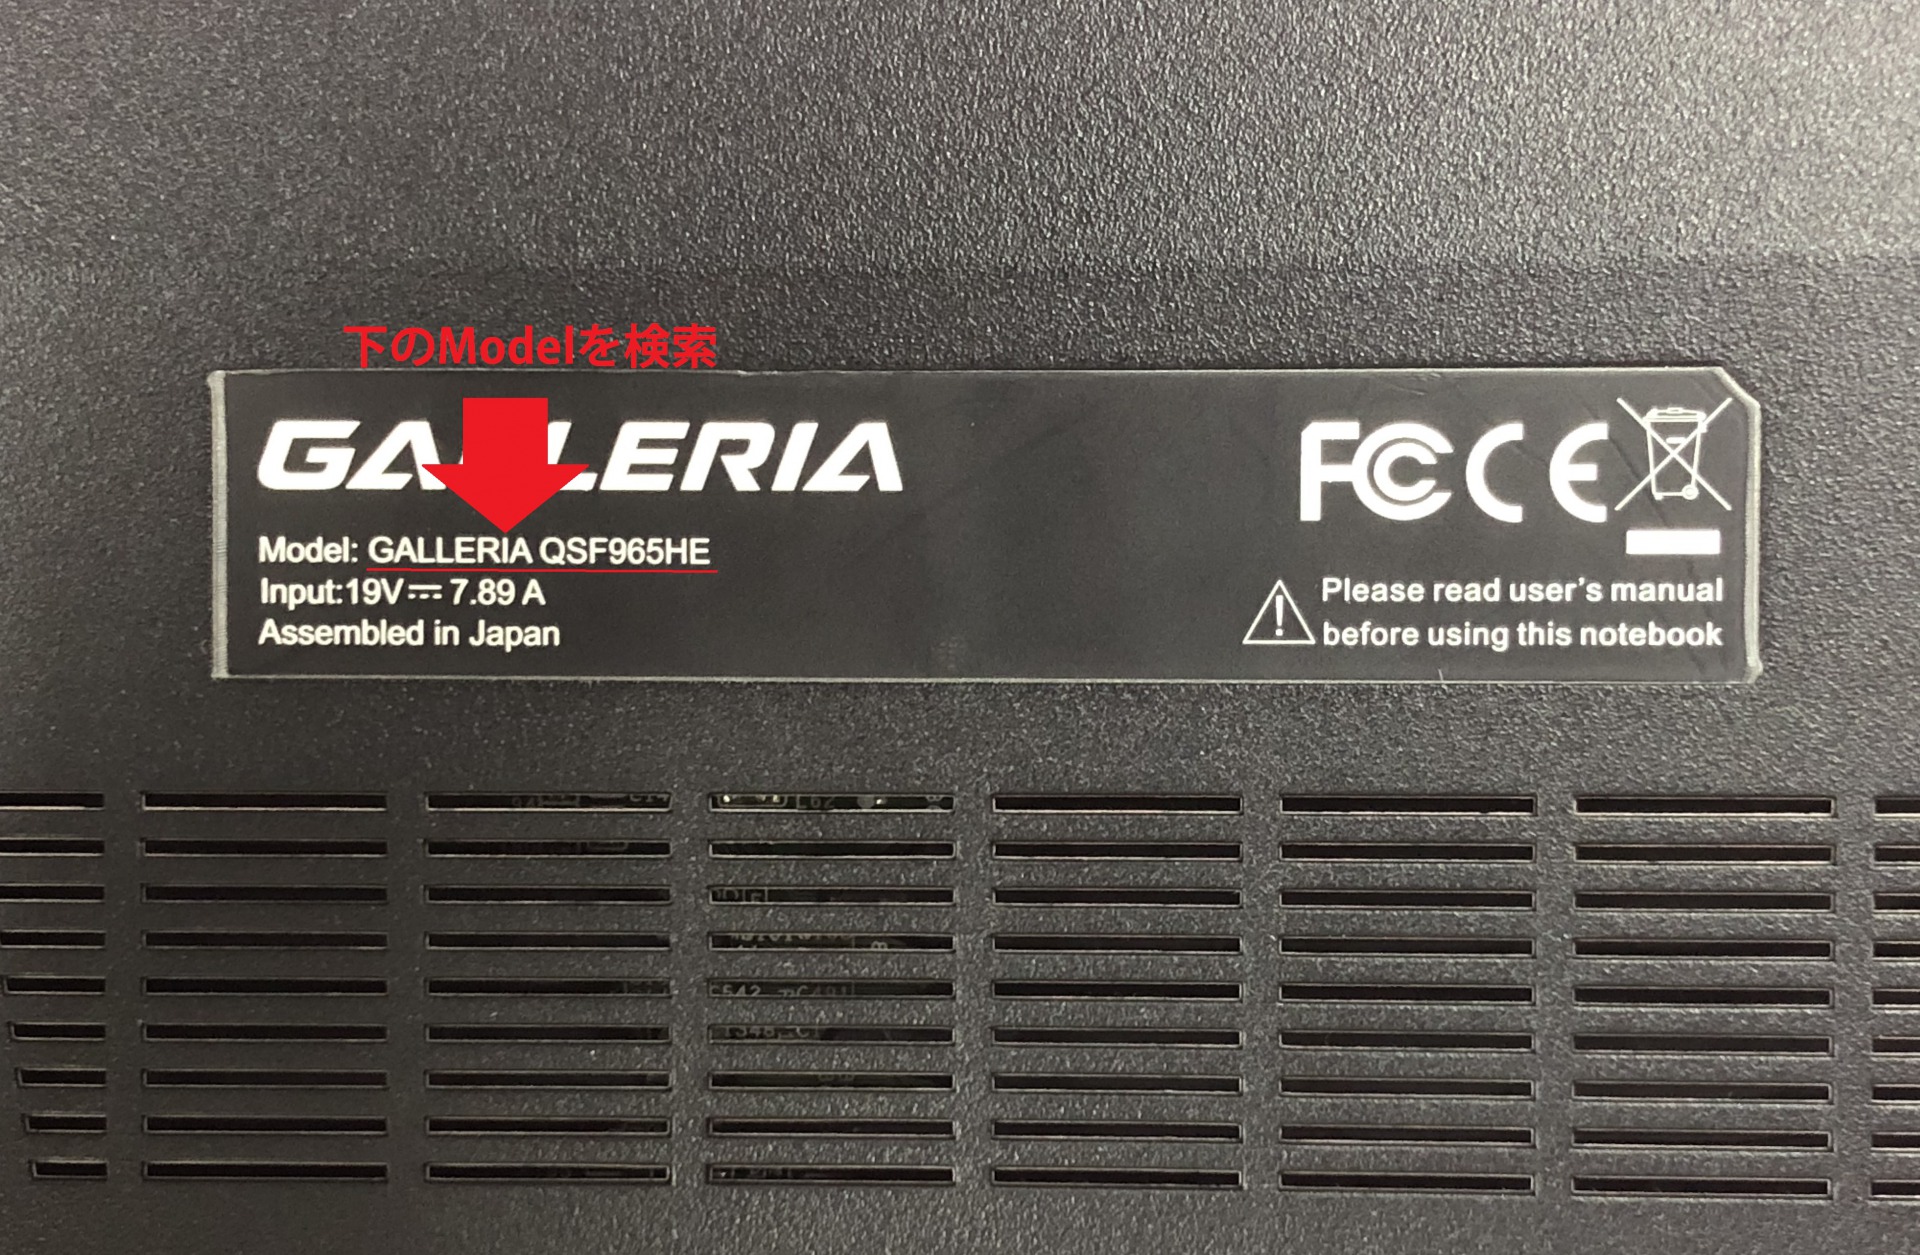 下のModelを検索
GALLERIA
FC CE
Model: GALLERIA QSF965HE
Input:19V⎓7.89 A
Assembled in Japan
Please read user's manual
before using this notebook